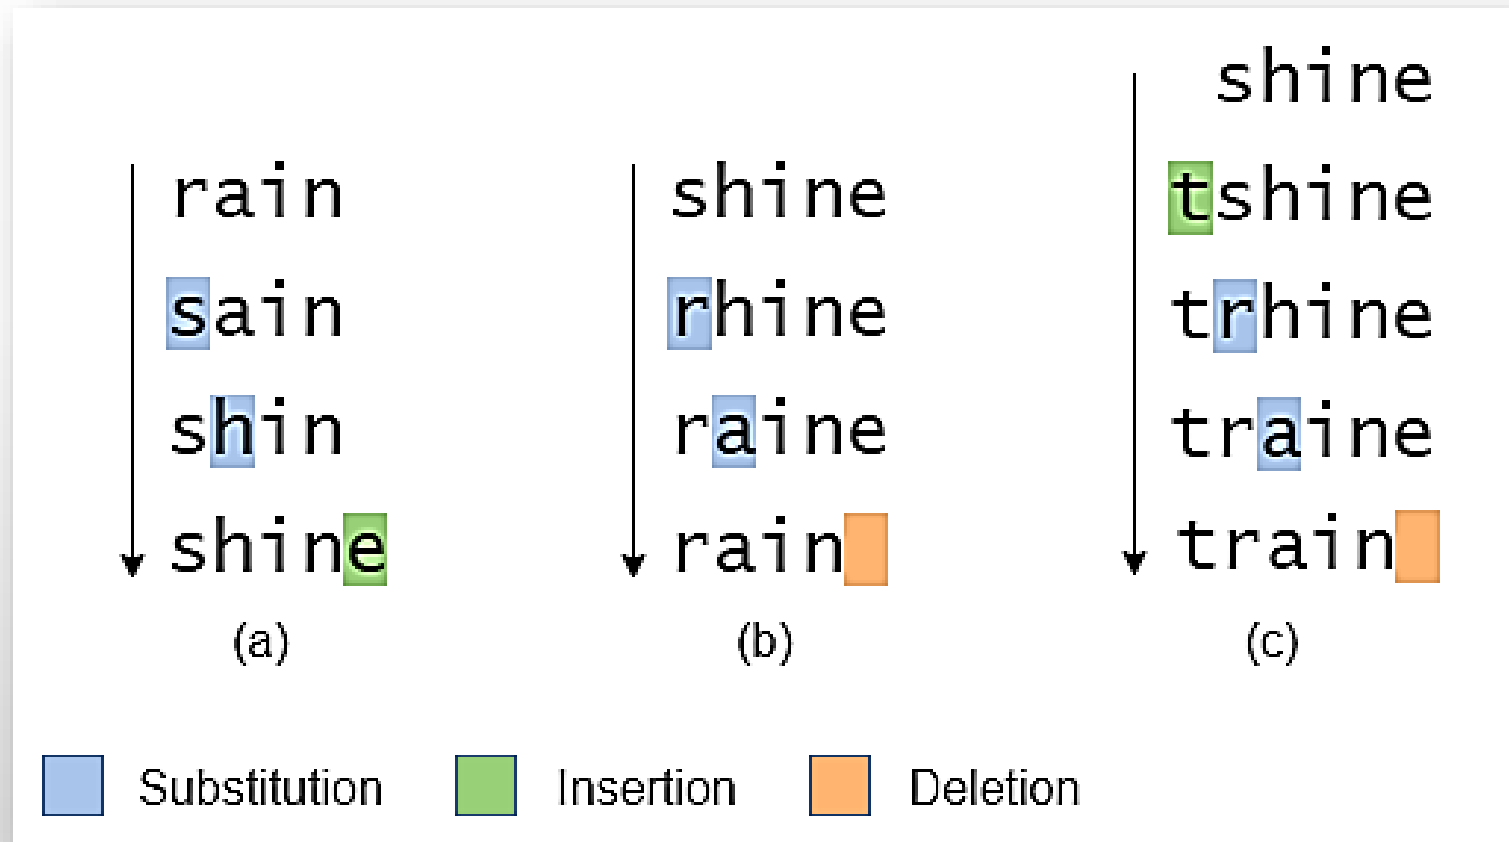 rain
sain
shin
shine
(a)
shine
rhine
raine
rain
(b)
shine
tshine
trhine
traine
train
(c)
Substitution
Insertion
Deletion